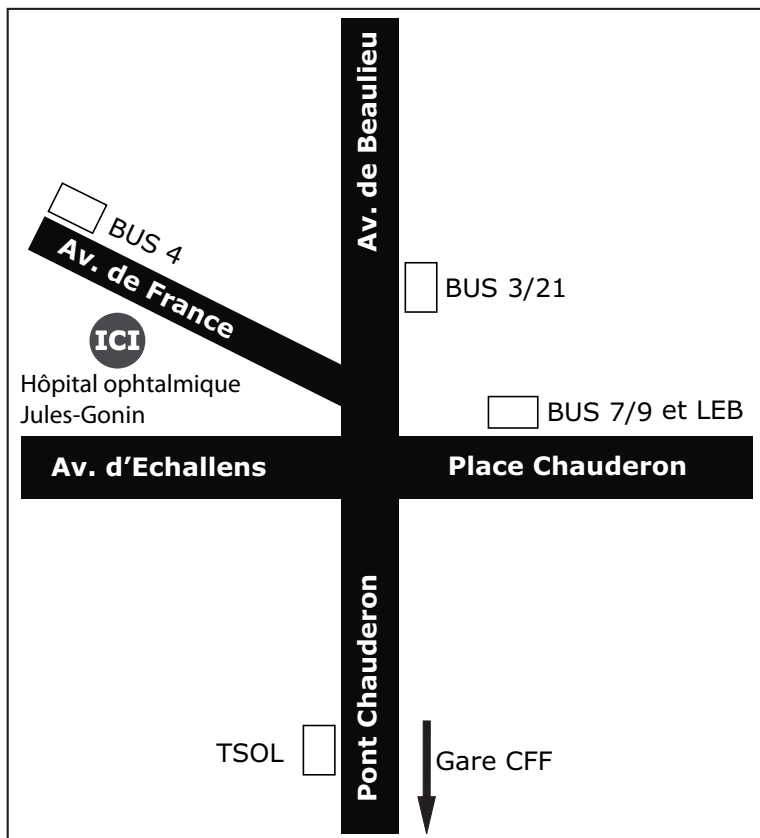 Av. de Beaulieu
BUS 4
Av. de France
BUS 3/21
ICI
Hôpital ophtalmique
Jules-Gonin
BUS 7/9 et LEB
Av. d’Echallens
Place Chauderon
Pont Chauderon
TSOL
Gare CFF